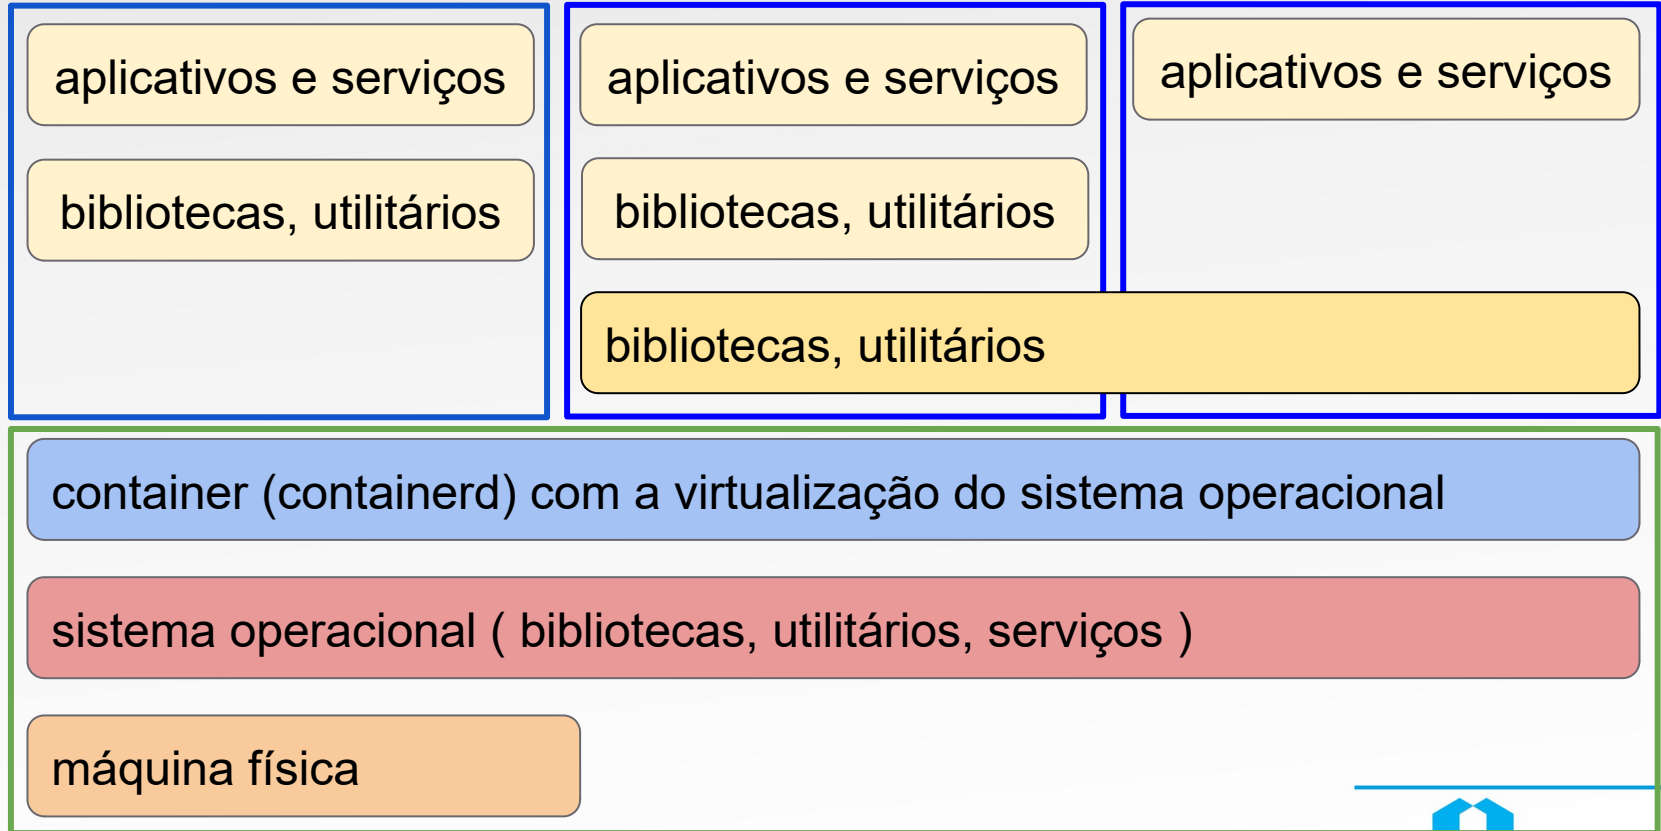 aplicativos e serviços
aplicativos e serviços
aplicativos e serviços
bibliotecas, utilitários
bibliotecas, utilitários
bibliotecas, utilitários
container (containerd) com a virtualização do sistema operacional
sistema operacional ( bibliotecas, utilitários, serviços )
máquina física